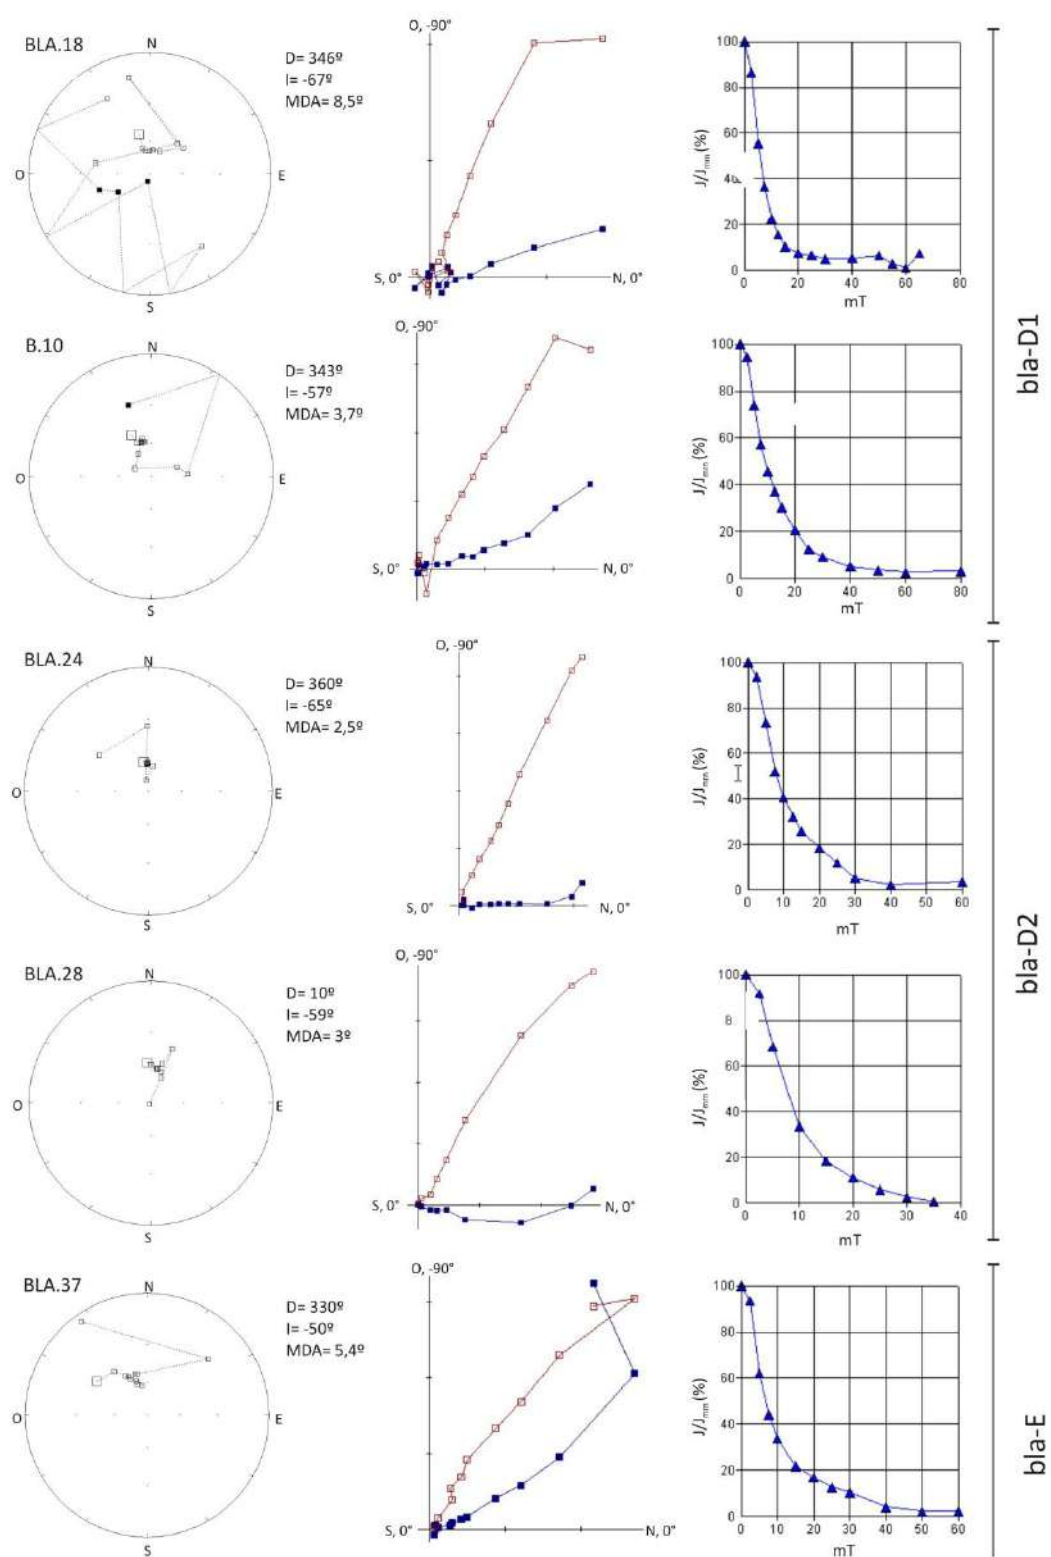 BLA.18
N
O
E
S
D= 346º
I= -67º
MDA= 8,5º
O, -90°
S, 0°
N, 0°
J/Jnrm (%)
100
80
60
40
20
0
0 20 40 60 80
mT
B.10
N
O
E
S
D= 343º
I= -57º
MDA= 3,7º
O, -90°
S, 0°
N, 0°
J/Jnrm (%)
100
80
60
40
20
0
0 20 40 60 80
mT
bla-D1
BLA.24
N
O
E
S
D= 360º
I= -65º
MDA= 2,5º
O, -90°
S, 0°
N, 0°
J/Jnrm (%)
100
80
60
40
20
0
0 10 20 30 40 50 60
mT
BLA.28
N
O
E
S
D= 10º
I= -59º
MDA= 3º
O, -90°
S, 0°
N, 0°
J/Jnrm (%)
100
8
60
40
20
0
0 10 20 30 40
mT
bla-D2
BLA.37
N
O
E
S
D= 330º
I= -50º
MDA= 5,4º
O, -90°
S, 0°
N, 0°
J/Jnrm (%)
100
80
60
40
20
0
0 10 20 30 40 50 60
mT
bla-E